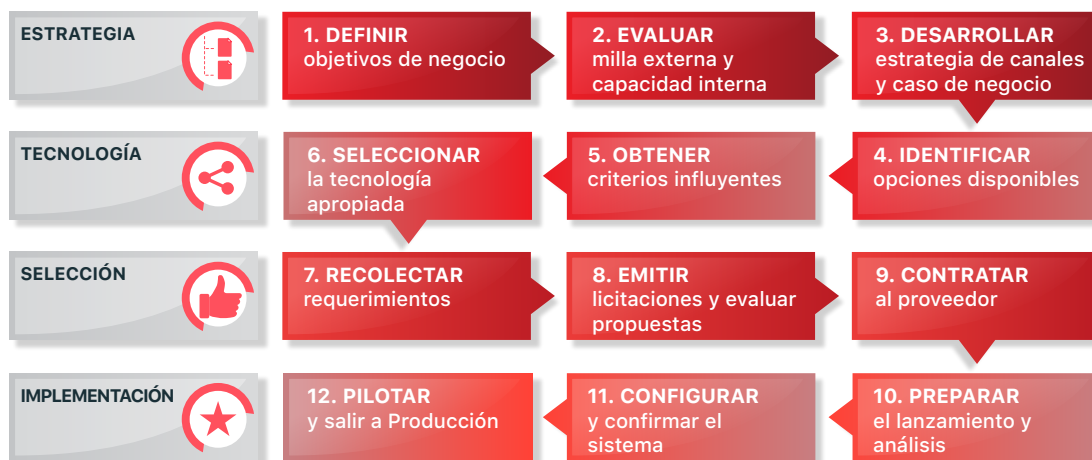 ESTRATEGIA
1. DEFINIR
objetivos de negocio
2. EVALUAR
milla externa y
capacidad interna
3. DESARROLLAR
estrategia de canales
y caso de negocio
TECNOLOGÍA
6. SELECCIONAR
la tecnología
apropiada
5. OBTENER
criterios influyentes
4. IDENTIFICAR
opciones disponibles
SELECCIÓN
7. RECOLECTAR
requerimientos
8. EMITIR
licitaciones y evaluar
propuestas
9. CONTRATAR
al proveedor
IMPLEMENTACIÓN
12. PILOTAR
y salir a Producción
11. CONFIGURAR
y confirmar el
sistema
10. PREPARAR
el lanzamiento y
análisis